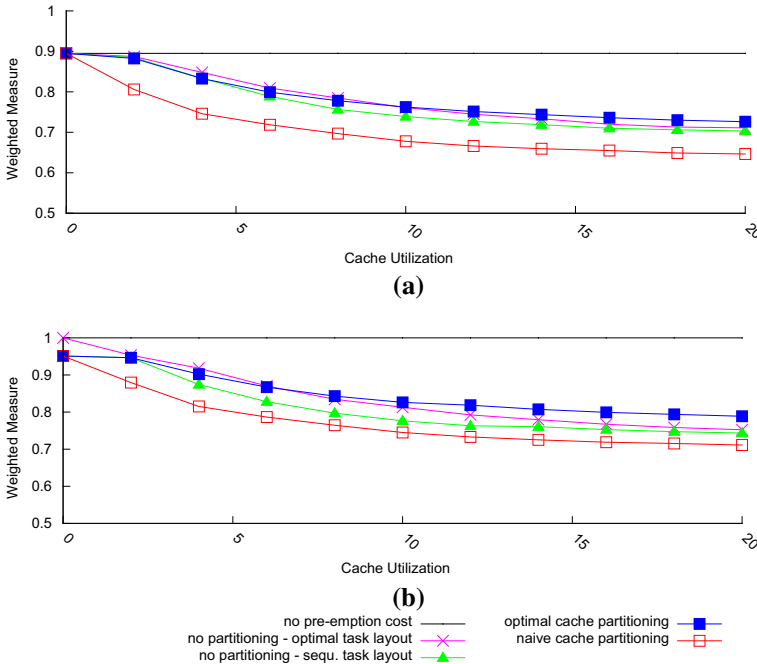 1
0.9
0.8
0.7
0.6
0.5
Weighted Measure
0 5 10 15 20
Cache Utilization
(a)
1
0.9
0.8
0.7
0.6
0.5
Weighted Measure
0 5 10 15 20
Cache Utilization
(b)
no pre-emption cost
no partitioning - optimal task layout
no partitioning - sequ. task layout
optimal cache partitioning
naive cache partitioning